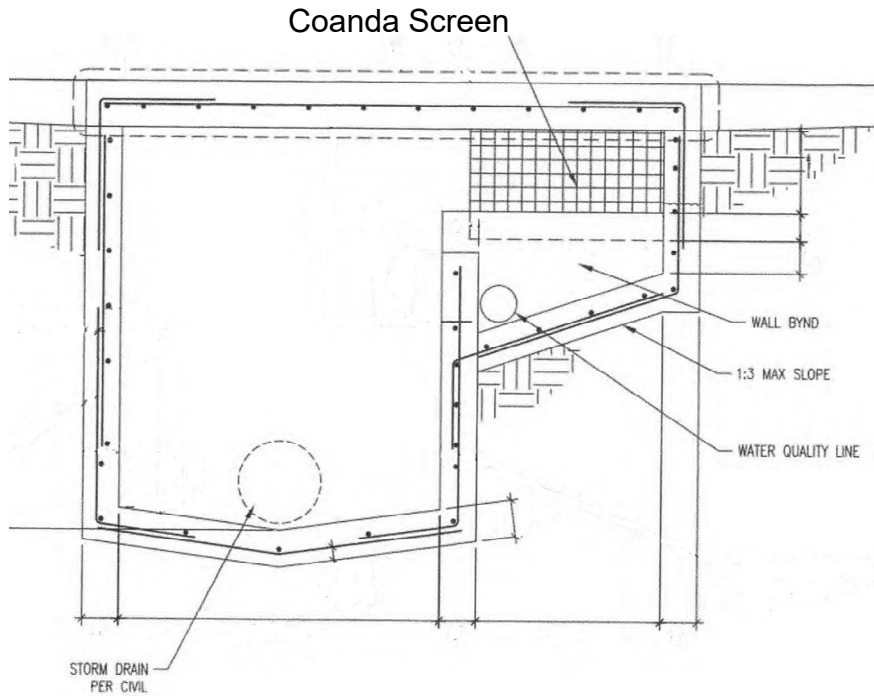 Coanda Screen
WALL BYND
1:3 MAX SLOPE
WATER QUALITY LINE
STORM DRAIN
PER CIVIL